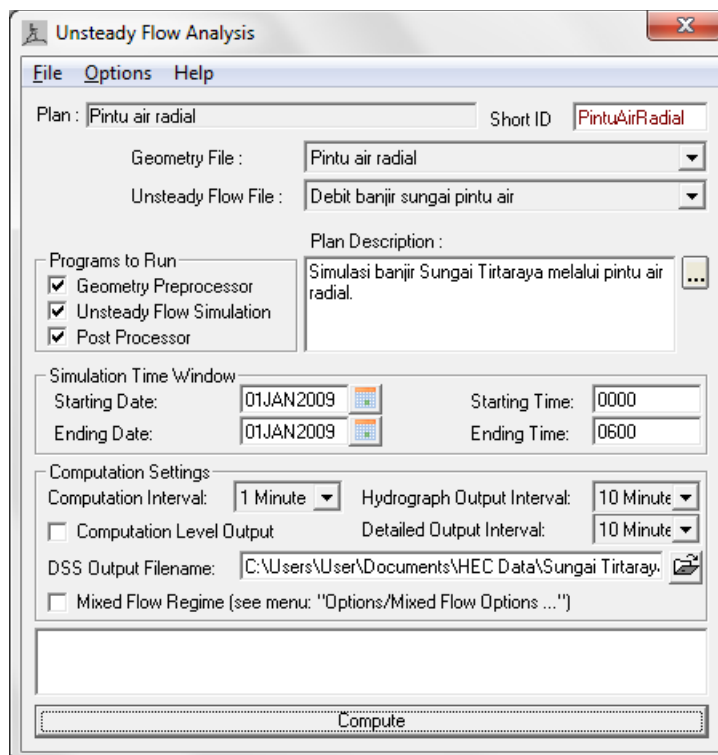 Unsteady Flow Analysis
File Options Help
Plan : Pintu air radial Short ID PintuAirRadial
Geometry File : Pintu air radial
Unsteady Flow File : Debit banjir sungai pintu air
Plan Description :
Programs to Run
Geometry Preprocessor
Unsteady Flow Simulation
Post Processor
Simulasi banjir Sungai Tirtaraya melalui pintu air
radial.
...
Simulation Time Window
Starting Date: 01JAN2009 Starting Time: 0000
Ending Date: 01JAN2009 Ending Time: 0600
Computation Settings
Computation Interval: 1 Minute Hydrograph Output Interval: 10 Minute
Computation Level Output Detailed Output Interval: 10 Minute
DSS Output Filename: C:\Users\User\Documents\HEC Data\Sungai Tirtaray
Mixed Flow Regime (see menu: "Options/Mixed Flow Options ...")
Compute